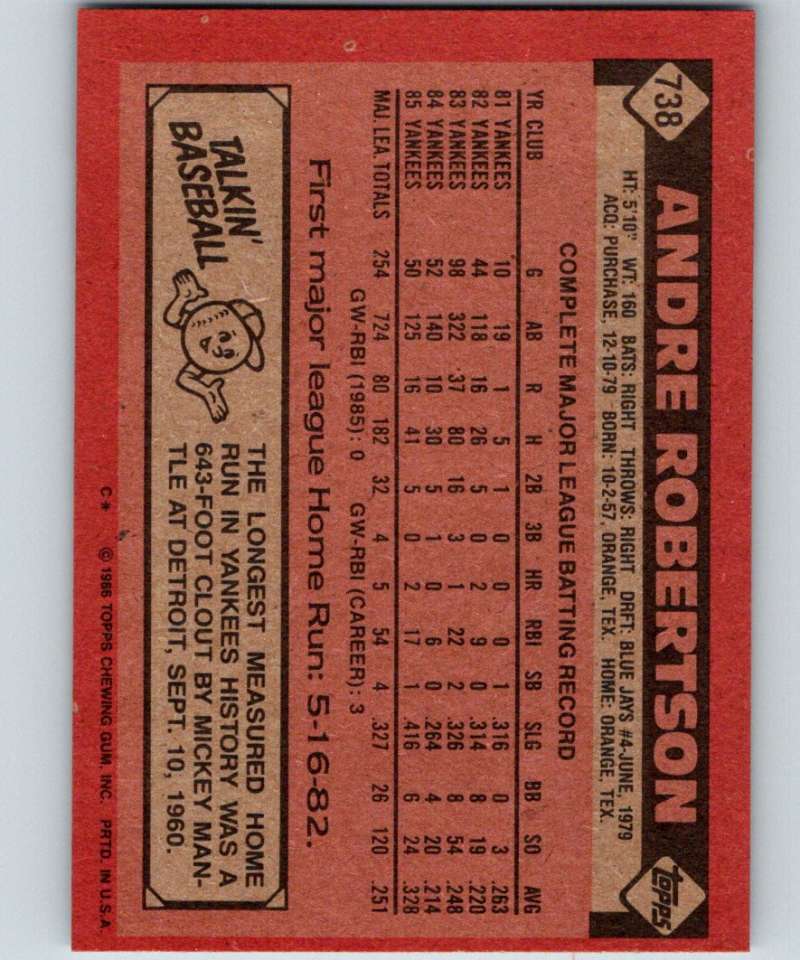 738
ANDRE ROBERTSON
topps
HT: 5'10" WT: 160 BATS: RIGHT THROWS: RIGHT DRFT: BLUE JAYS #4-JUNE, 1979
ACQ: PURCHASE, 12-10-79 BORN: 10-2-57, ORANGE, TEX. HOME: ORANGE, TEX.
COMPLETE MAJOR LEAGUE BATTING RECORD
YR CLUB G AB R H 2B 3B HR RBI SB SLG BB SO AVG
81 YANKEES 10 19 1 5 1 0 0 0 1 .316 0 3 .263
82 YANKEES 44 118 16 26 5 0 2 9 0 .314 8 19 .220
83 YANKEES 98 322 37 80 16 3 1 22 2 .326 8 54 .248
84 YANKEES 52 140 10 30 5 1 0 6 0 .264 4 20 .214
85 YANKEES 50 125 16 41 5 0 2 17 1 .416 6 24 .328
MAJ. LEA. TOTALS 254 724 80 182 32 4 5 54 4 .327 26 120 .251
GW-RBI (1985): 0 GW-RBI (CAREER): 3
First major league Home Run: 5-16-82.
TALKIN'
BASEBALL
THE LONGEST MEASURED HOME
RUN IN YANKEES HISTORY WAS A
643-FOOT CLOUT BY MICKEY MAN-
TLE AT DETROIT, SEPT. 10, 1960.
C* © 1986 TOPPS CHEWING GUM, INC. PRTD. IN U.S.A.